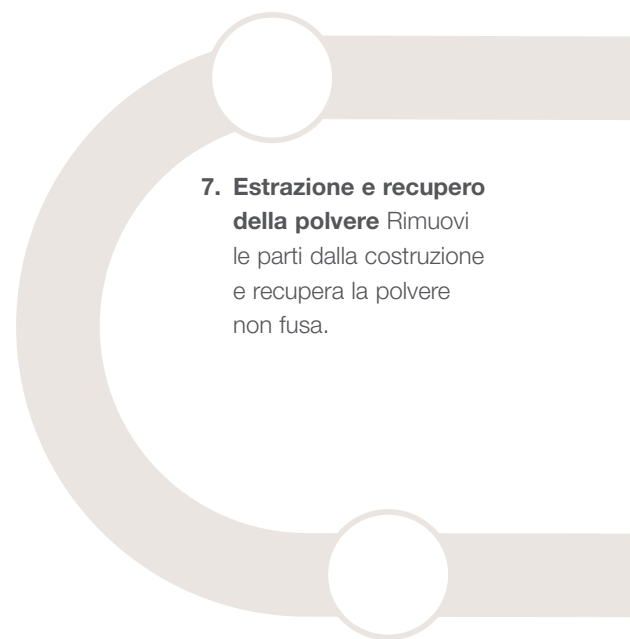 7. Estrazione e recupero
della polvere Rimuovi
le parti dalla costruzione
e recupera la polvere
non fusa.